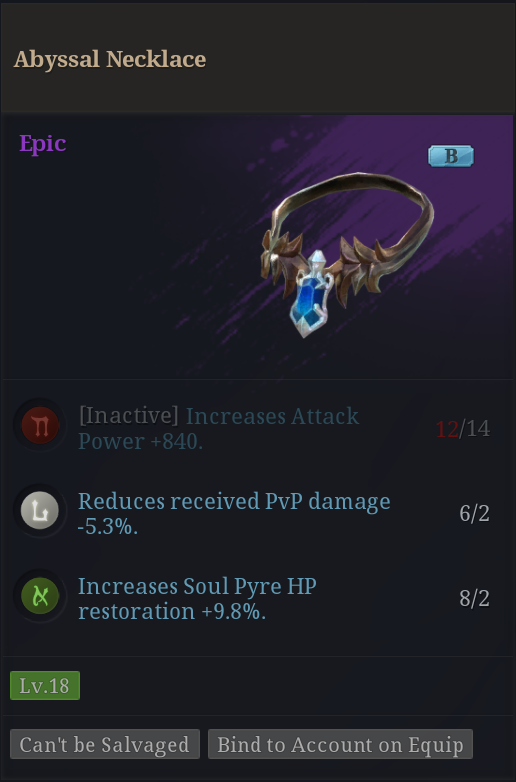 Abyssal Necklace
Epic
B
[Inactive] Increases Attack
Power +840.
12/14
Reduces received PvP damage
-5.3%.
6/2
Increases Soul Pyre HP
restoration +9.8%.
8/2
Lv.18
Can't be Salvaged
Bind to Account on Equip